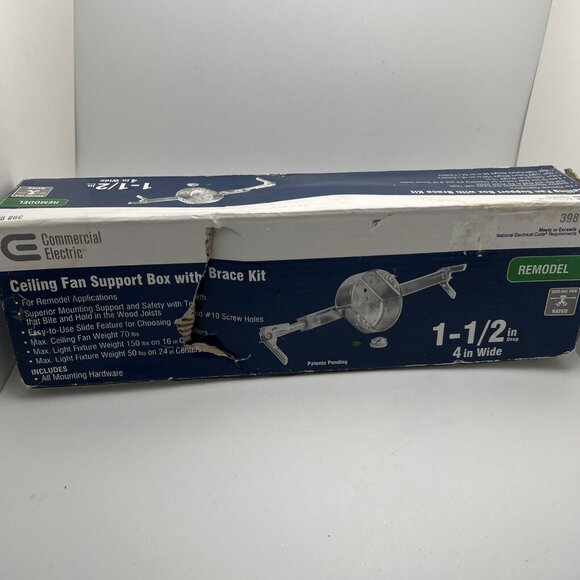 REMODEL
1-1/2 in
4 in Wide
398
Commercial
Electric
Meets or Exceeds
National Electrical Code® Requirements
Ceiling Fan Support Box with Brace Kit
REMODEL
CEILING FAN
RATED
• For Remodel Applications
• Superior Mounting Support and Safety with Te
that Bite and Hold in the Wood Joists
• Easy-to-Use Slide Feature for Choosing
#10 Screw Holes
• Max. Ceiling Fan Weight 70 lbs
• Max. Light Fixture Weight 150 lbs on 16 in
• Max. Light Fixture Weight 50 lbs on 24 in Centers
INCLUDES
• All Mounting Hardware
Patents Pending
1-1/2 in Deep
4 in Wide